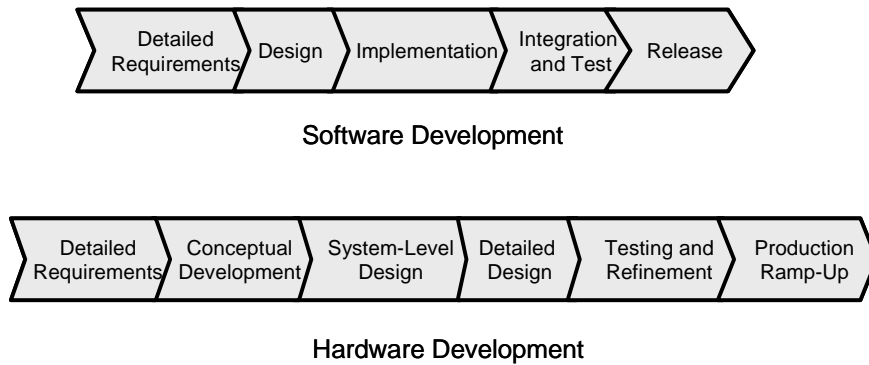 Detailed
Requirements
Design
Implementation
Integration
and Test
Release
Software Development
Detailed
Requirements
Conceptual
Development
System-Level
Design
Detailed
Design
Testing and
Refinement
Production
Ramp-Up
Hardware Development